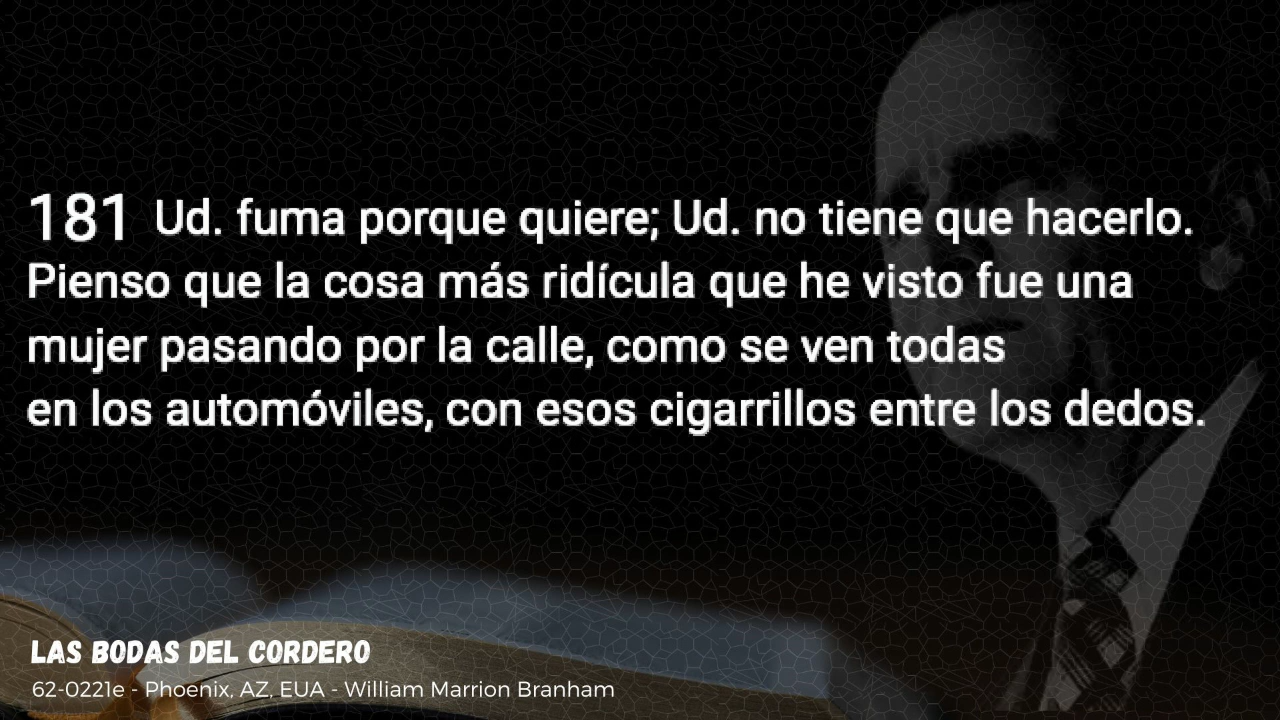 181 Ud. fuma porque quiere; Ud. no tiene que hacerlo.
Pienso que la cosa más ridícula que he visto fue una
mujer pasando por la calle, como se ven todas
en los automóviles, con esos cigarrillos entre los dedos.
LAS BODAS DEL CORDERO
62-0221e - Phoenix, AZ, EUA - William Marrion Branham